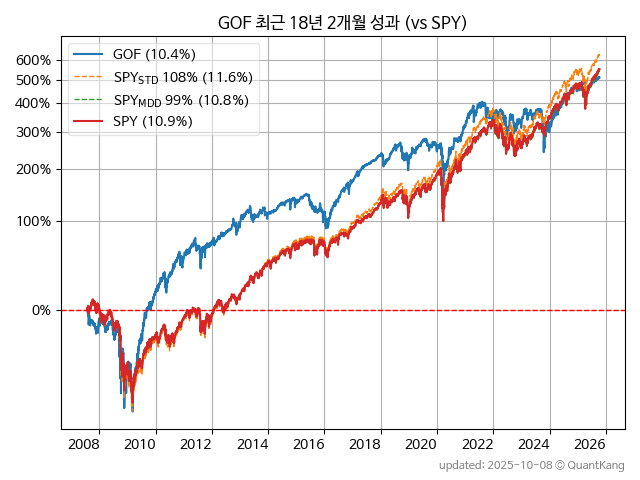 GOF 최근 18년 2개월 성과 (vs SPY)
GOF (10.4%)
SPY_STD 108% (11.6%)
SPY_MDD 99% (10.8%)
SPY (10.9%)
600%
500%
400%
300%
200%
100%
0%
2008 2010 2012 2014 2016 2018 2020 2022 2024 2026
updated: 2025-10-08 © QuantKang